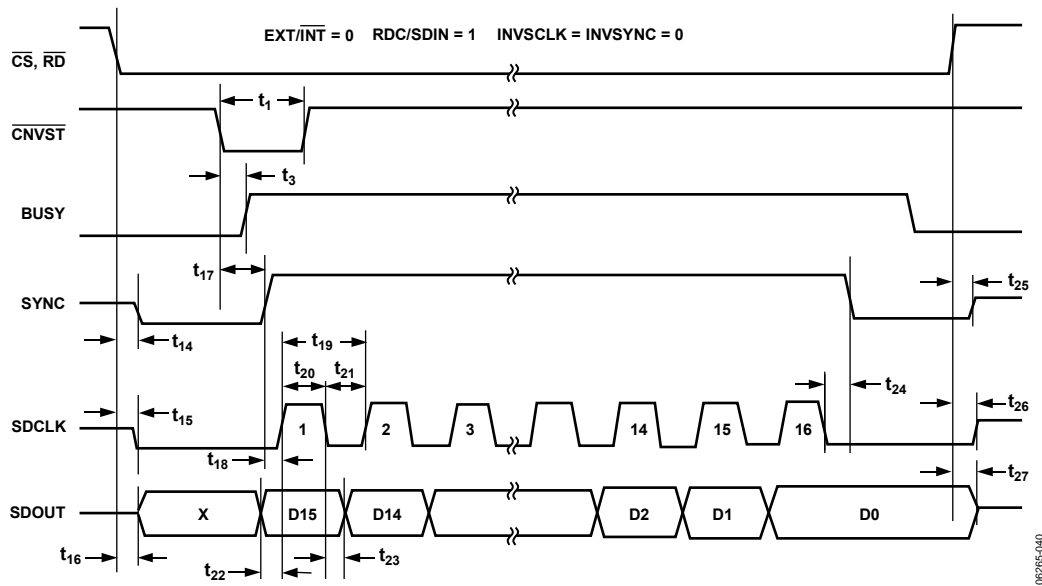 EXT/INT = 0 RDC/SDIN = 1 INVSCLK = INVSYNC = 0
CS, RD
t1
CNVST
t3
BUSY
t17
SYNC
t25
t14
t19
t20 t21
t24
t15
t26
SDCLK
1 2 3 14 15 16
t18
t27
SDOUT
X D15 D14 D2 D1 D0
t16
t22
t23
06265-040